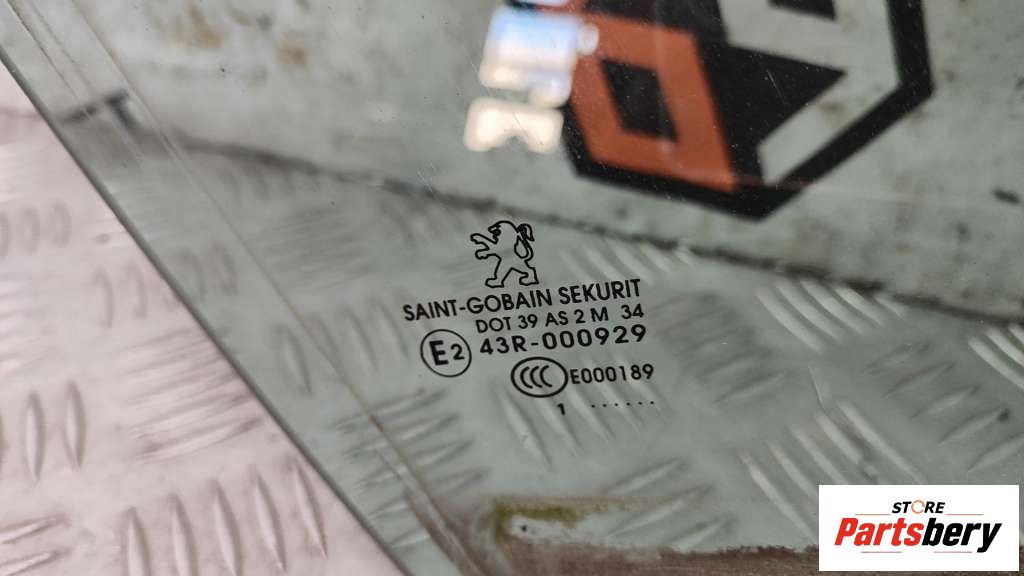 SAINT-GOBAIN SEKURIT
DOT 39 AS 2 M 34
E2 43R-000929
CCC E000189
1 ......
STORE
Partsbery